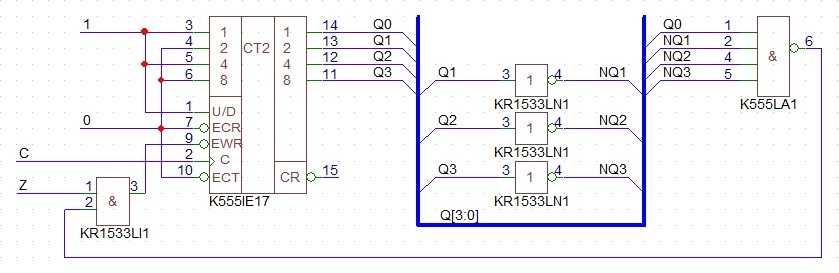 1 3 1 CT2 1 14 Q0 Q0 1 & 6
4 2 2 13 Q1 NQ1 2
5 4 4 12 Q2 NQ2 4
6 8 8 11 Q3 NQ3 5
Q1 3 1 4 NQ1
KR1533LN1
K555LA1
1 U/D
0 7 ECR
Q2 3 1 4 NQ2
9 EWR
KR1533LN1
C 2 C
10 ECT CR 15
Q3 3 1 4 NQ3
Z 1 & 3
2
K555IE17
KR1533LN1
KR1533LI1
Q[3:0]